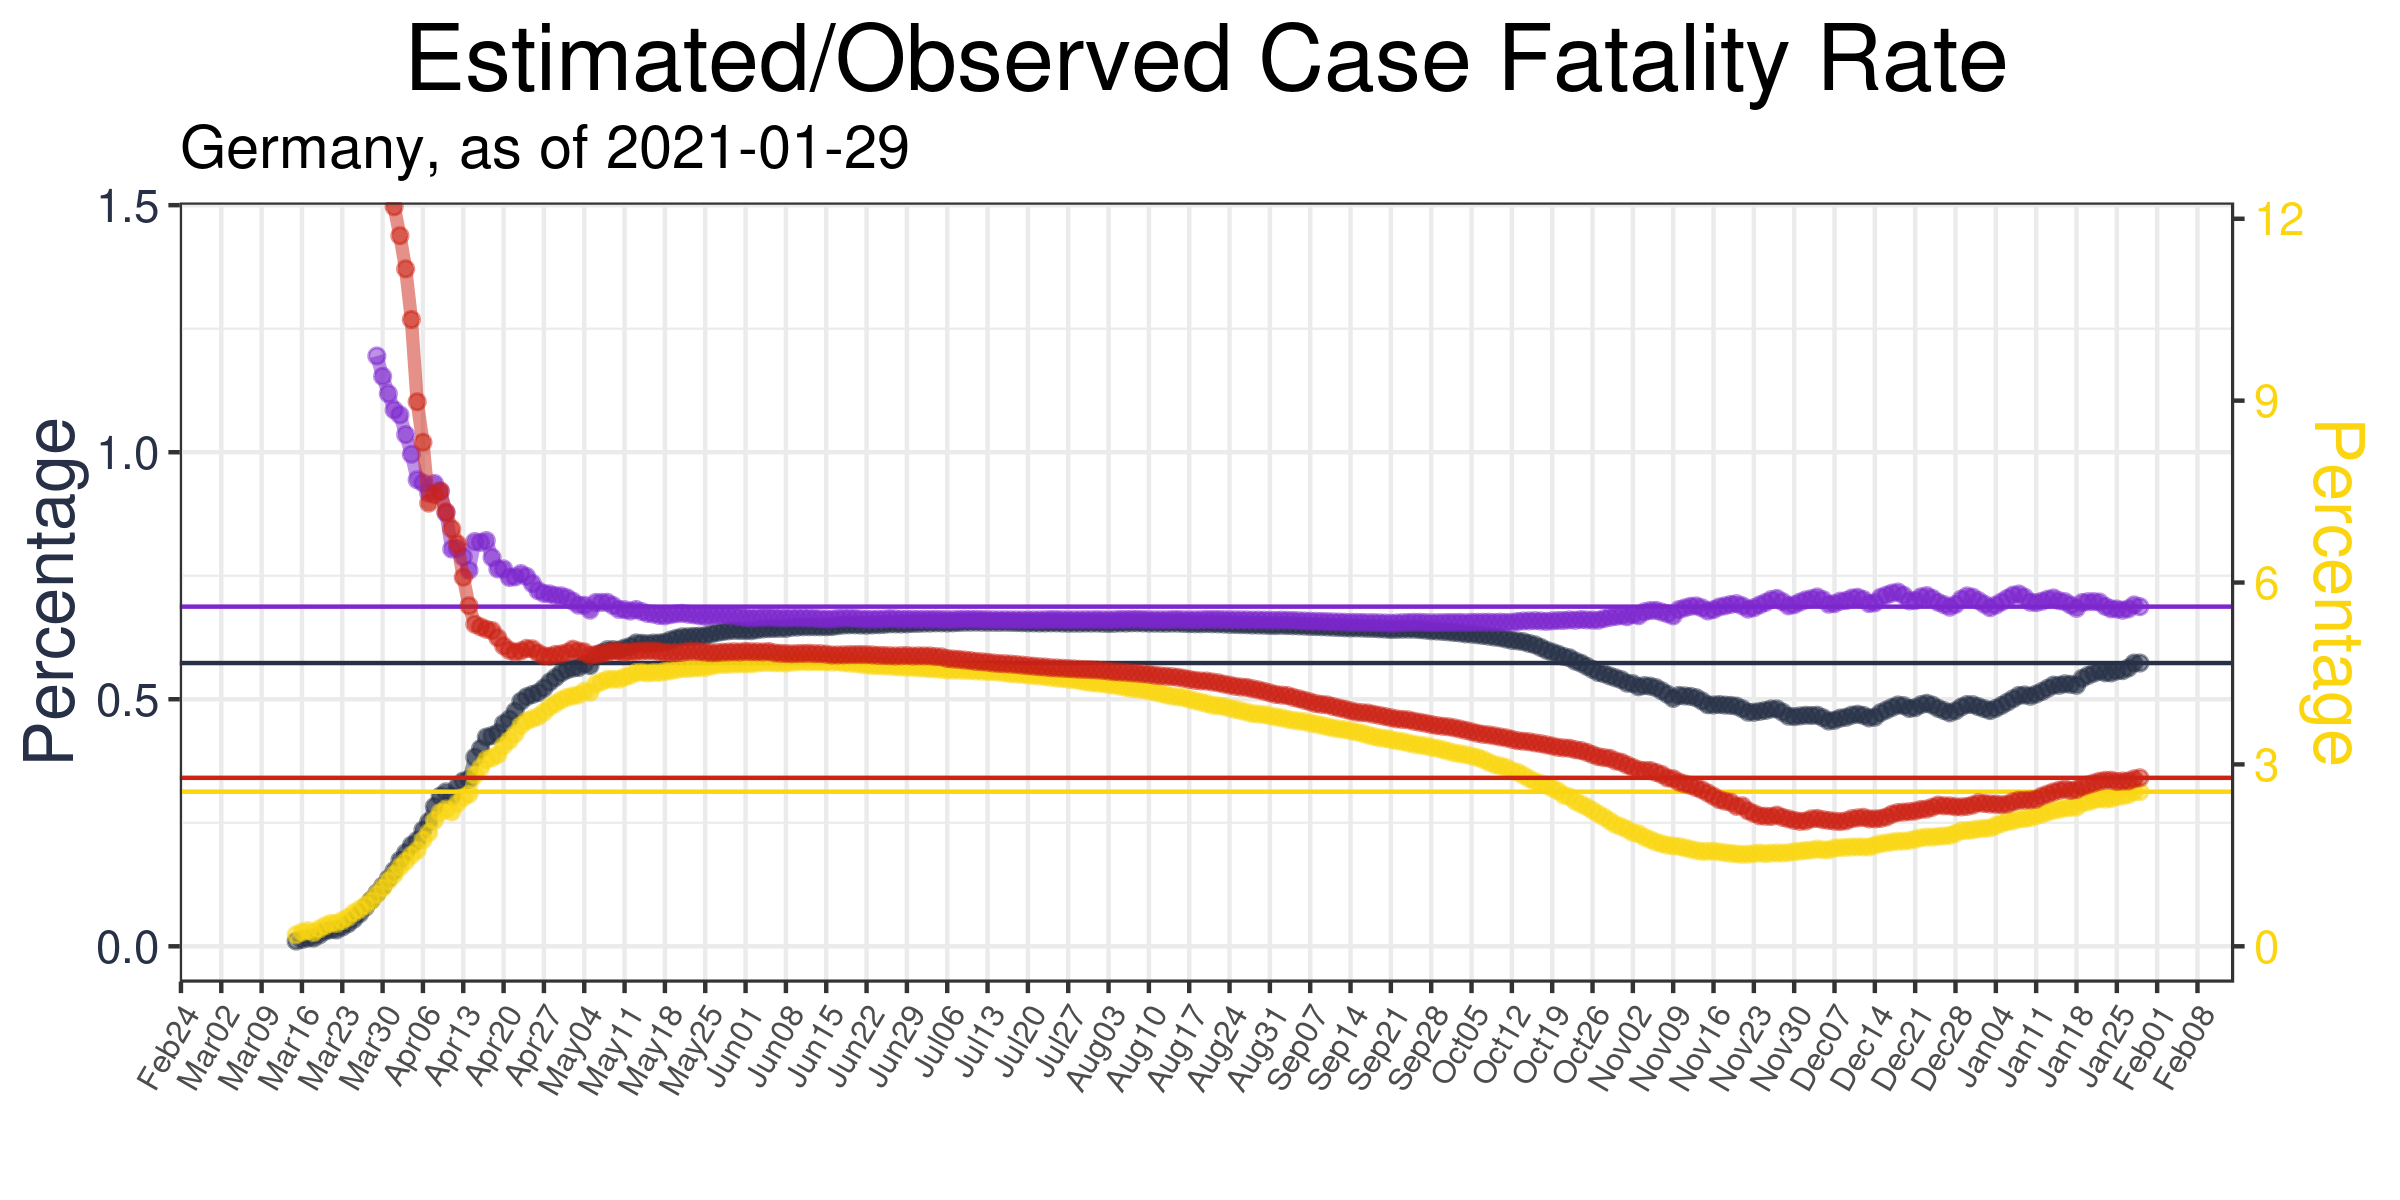 Estimated/Observed Case Fatality Rate
Germany, as of 2021-01-29
Percentage
1.5
1.0
0.5
0.0
12
9
6
3
0
Percentage
Feb24
Mar02
Mar09
Mar16
Mar23
Mar30
Apr06
Apr13
Apr20
Apr27
May04
May11
May18
May25
Jun01
Jun08
Jun15
Jun22
Jun29
Jul06
Jul13
Jul20
Jul27
Aug03
Aug10
Aug17
Aug24
Aug31
Sep07
Sep14
Sep21
Sep28
Oct05
Oct12
Oct19
Oct26
Nov02
Nov09
Nov16
Nov23
Nov30
Dec07
Dec14
Dec21
Dec28
Jan04
Jan11
Jan18
Jan25
Feb01
Feb08